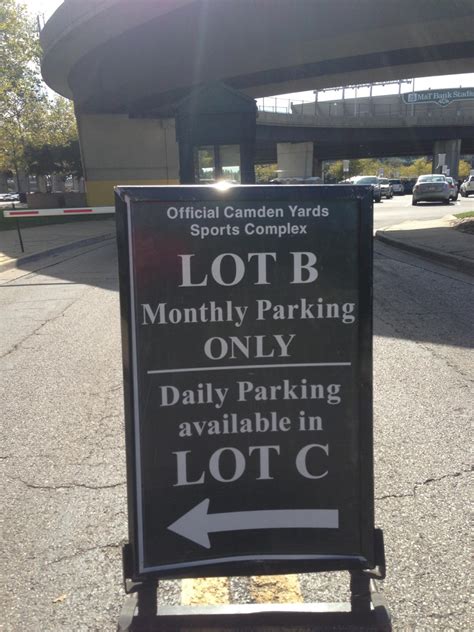 M&T Bank Stadium
Official Camden Yards
Sports Complex
LOT B
Monthly Parking
ONLY
Daily Parking
available in
LOT C